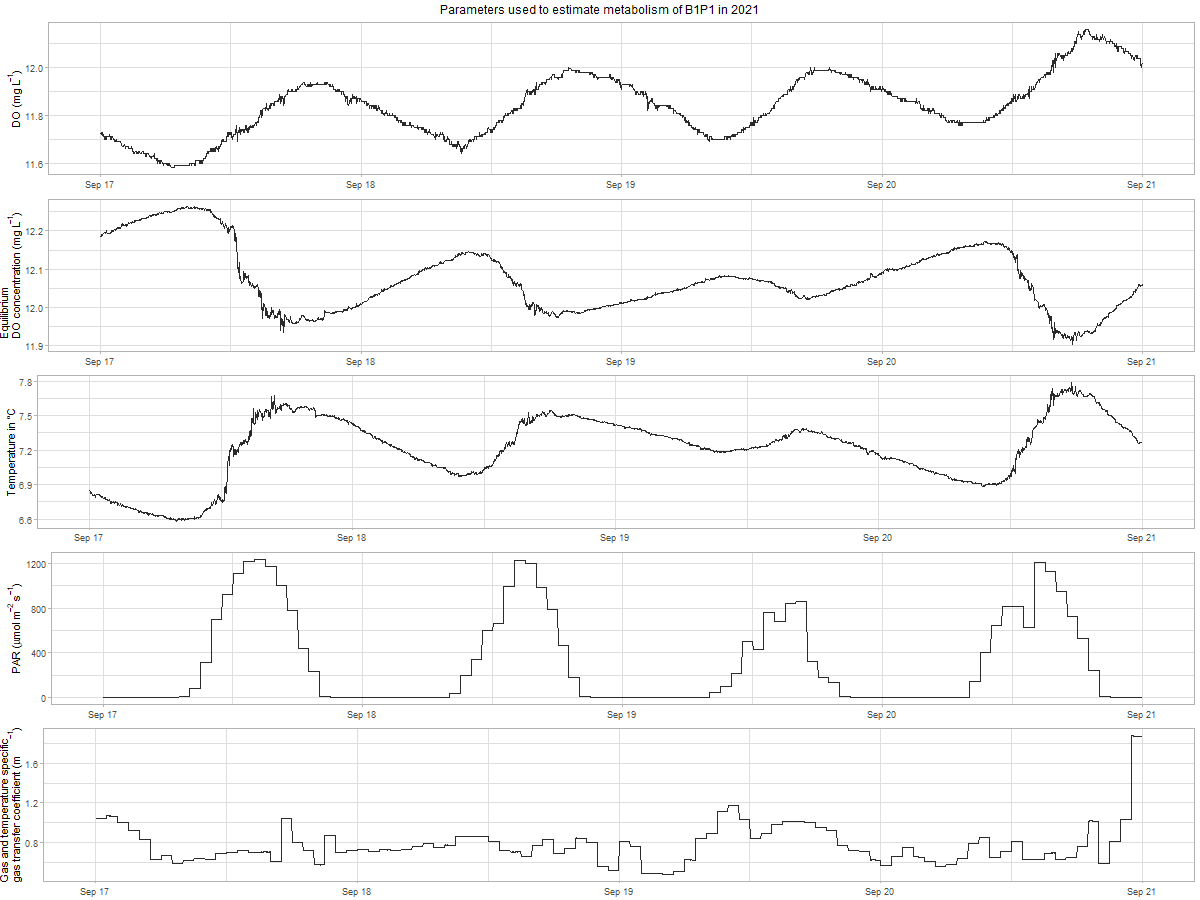 Parameters used to estimate metabolism of B1P1 in 2021
DO (mg L⁻¹)
12.0
11.8
11.6
Sep 17 Sep 18 Sep 19 Sep 20 Sep 21
Equilibrium
DO concentration (mg L⁻¹)
12.2
12.1
12.0
11.9
Sep 17 Sep 18 Sep 19 Sep 20 Sep 21
Temperature in °C
7.8
7.5
7.2
6.9
6.6
Sep 17 Sep 18 Sep 19 Sep 20 Sep 21
PAR (umol m⁻² s⁻¹)
1200
800
400
0
Sep 17 Sep 18 Sep 19 Sep 20 Sep 21
Gas and temperature specific
gas transfer coefficient (m⁻¹)
1.6
1.2
0.8
Sep 17 Sep 18 Sep 19 Sep 20 Sep 21